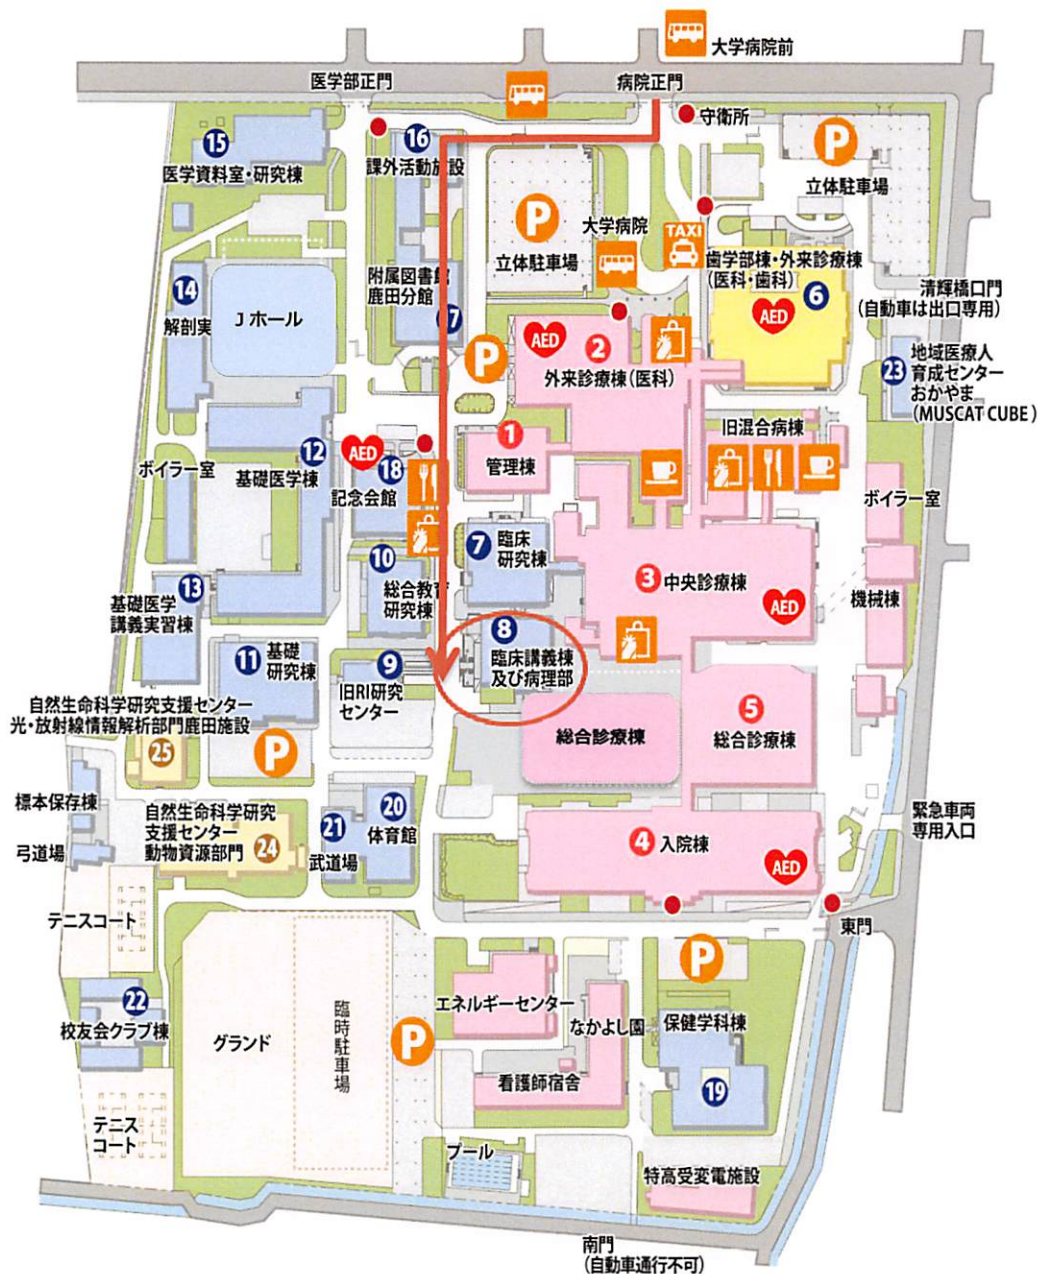 大学病院前
医学部正門
病院正門
守衛所
15
医学資料室・研究棟
16
課外活動施設
P
立体駐車場
P
立体駐車場
大学病院
TAXI
歯学部棟・外来診療棟
(医科・歯科)
6
AED
清輝橋口門
(自動車は出口専用)
14
解剖実
Jホール
附属図書館
鹿田分館
17
P
AED
2
外来診療棟(医科)
23
地域医療人
育成センター
おかやま
(MUSCAT CUBE)
1
管理棟
旧混合病棟
ボイラー室
12
基礎医学棟
AED
18
記念会館
ボイラー室
7
臨床
研究棟
10
総合教育
研究棟
3
中央診療棟
AED
機械棟
13
基礎医学
講義実習棟
11
基礎
研究棟
9
旧RI研究
センター
8
臨床講義棟
及び病理部
自然生命科学研究支援センター
光・放射線情報解析部門鹿田施設
25
P
総合診療棟
5
総合診療棟
標本保存棟
弓道場
自然生命科学研究
支援センター
動物資源部門
24
21
武道場
20
体育館
4
入院棟
AED
緊急車両
専用入口
東門
テニスコート
22
校友会クラブ棟
グランド
臨時駐車場
P
エネルギーセンター
なかよし園
看護師宿舎
P
保健学科棟
19
テニス
コート
プール
特高受変電施設
南門
(自動車通行不可)